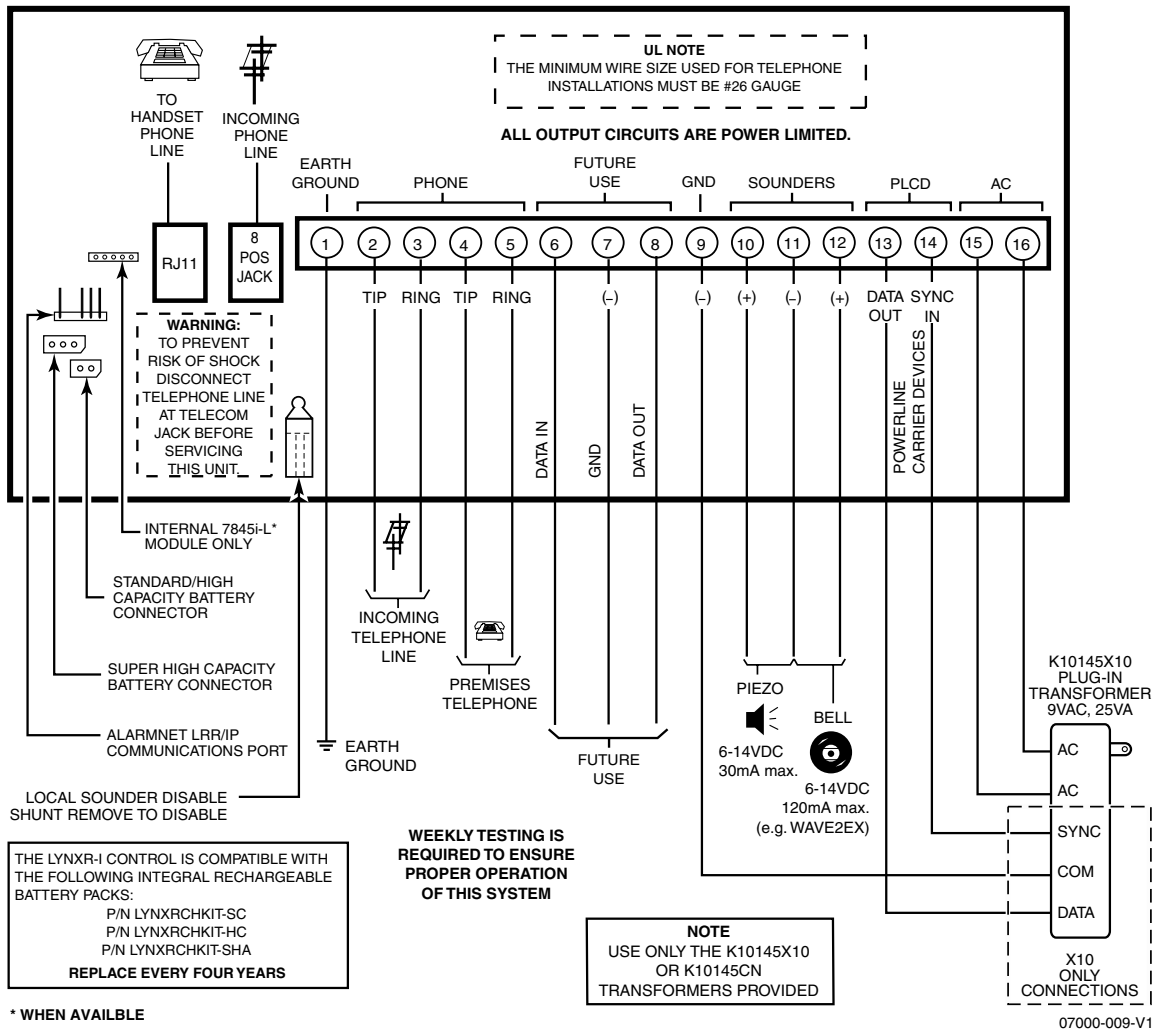 UL NOTE
THE MINIMUM WIRE SIZE USED FOR TELEPHONE
INSTALLATIONS MUST BE #26 GAUGE
ALL OUTPUT CIRCUITS ARE POWER LIMITED.
TO
HANDSET
PHONE
LINE
INCOMING
PHONE
LINE
EARTH
GROUND
PHONE
FUTURE
USE
GND
SOUNDERS
PLCD
AC
RJ11
8
POS
JACK
1 2 3 4 5 6 7 8 9 10 11 12 13 14 15 16
TIP RING TIP RING (–) (–) (+) (–) (+)
DATA
OUT
SYNC
IN
WARNING:
TO PREVENT
RISK OF SHOCK
DISCONNECT
TELEPHONE LINE
AT TELECOM
JACK BEFORE
SERVICING
THIS UNIT.
DATA IN
GND
DATA OUT
POWERLINE
CARRIER DEVICES
INTERNAL 7845i-L*
MODULE ONLY
STANDARD/HIGH
CAPACITY BATTERY
CONNECTOR
SUPER HIGH CAPACITY
BATTERY CONNECTOR
ALARMNET LRR/IP
COMMUNICATIONS PORT
LOCAL SOUNDER DISABLE
SHUNT REMOVE TO DISABLE
EARTH
GROUND
INCOMING
TELEPHONE
LINE
PREMISES
TELEPHONE
FUTURE
USE
PIEZO
6-14VDC
30mA max.
BELL
6-14VDC
120mA max.
(e.g. WAVE2EX)
K10145X10
PLUG-IN
TRANSFORMER
9VAC, 25VA
AC
AC
SYNC
COM
DATA
X10
ONLY
CONNECTIONS
THE LYNXR-I CONTROL IS COMPATIBLE WITH
THE FOLLOWING INTEGRAL RECHARGEABLE
BATTERY PACKS:
P/N LYNXRCHKIT-SC
P/N LYNXRCHKIT-HC
P/N LYNXRCHKIT-SHA
REPLACE EVERY FOUR YEARS
WEEKLY TESTING IS
REQUIRED TO ENSURE
PROPER OPERATION
OF THIS SYSTEM
NOTE
USE ONLY THE K10145X10
OR K10145CN
TRANSFORMERS PROVIDED
* WHEN AVAILBLE
07000-009-V1